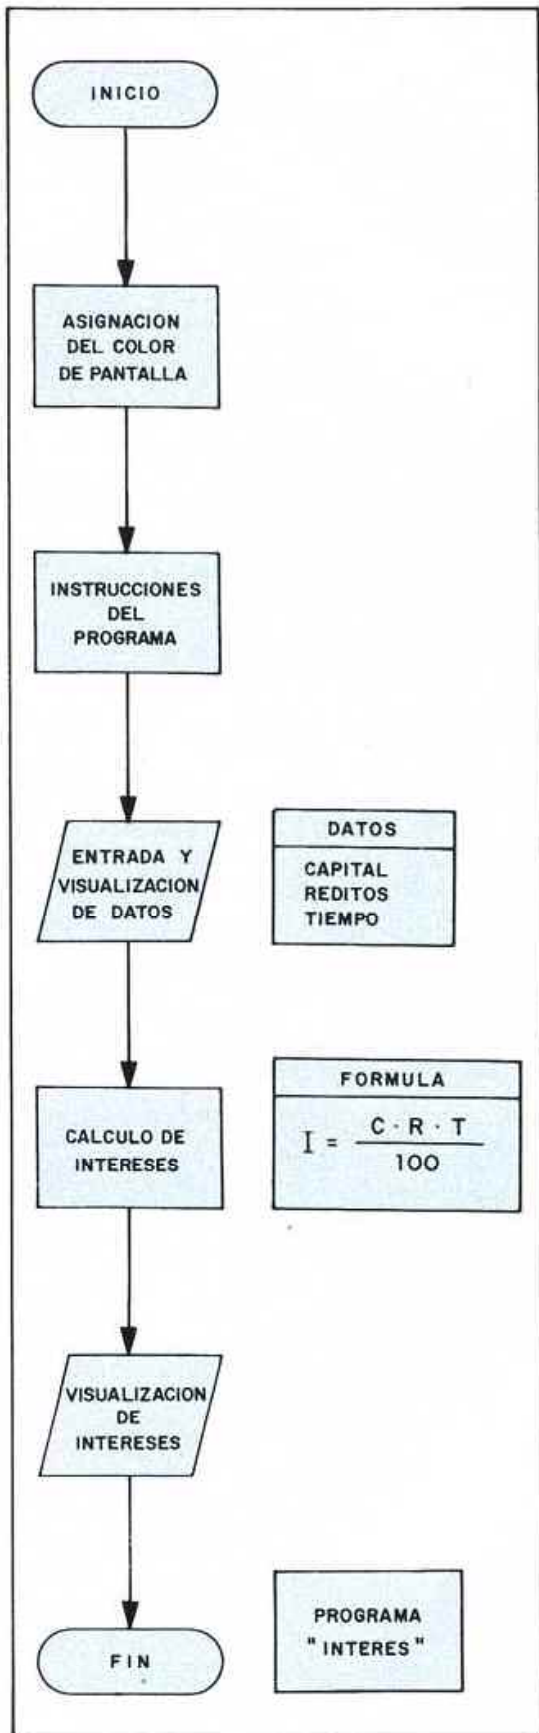 INICIO
ASIGNACION
DEL COLOR
DE PANTALLA
INSTRUCCIONES
DEL
PROGRAMA
ENTRADA Y
VISUALIZACION
DE DATOS
DATOS
CAPITAL
REDITOS
TIEMPO
CALCULO DE
INTERESES
FORMULA
I = C · R · T
100
VISUALIZACION
DE
INTERESES
FIN
PROGRAMA
" INTERES "